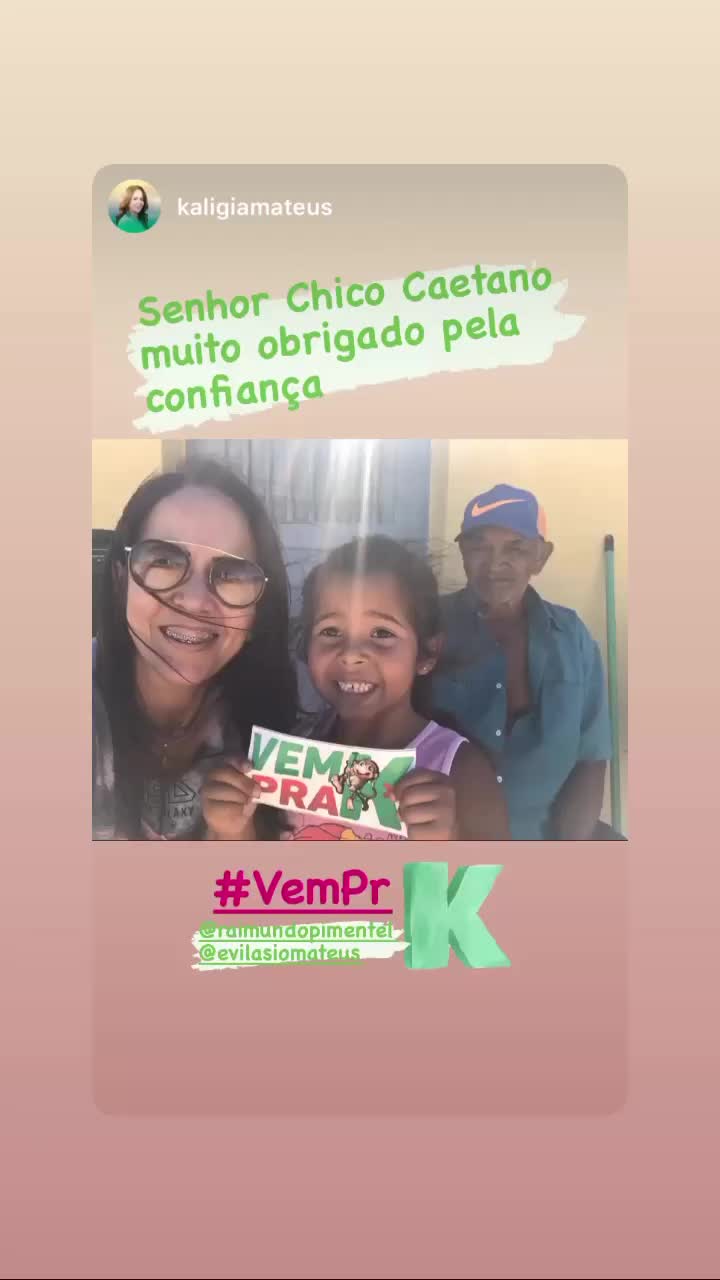 kaligiamateus
Senhor Chico Caetano
muito obrigado pela
confiança
VEM
PRA K
#VemPr K
@raimundopimentel
@evilasiomateus